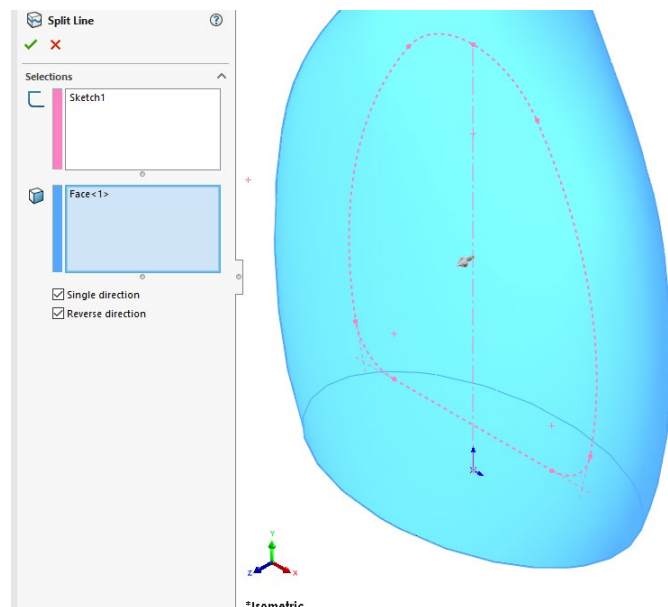 Split Line
Selections
Sketch1
Face<1>
Single direction
Reverse direction
Y
Z
X
*Isometric